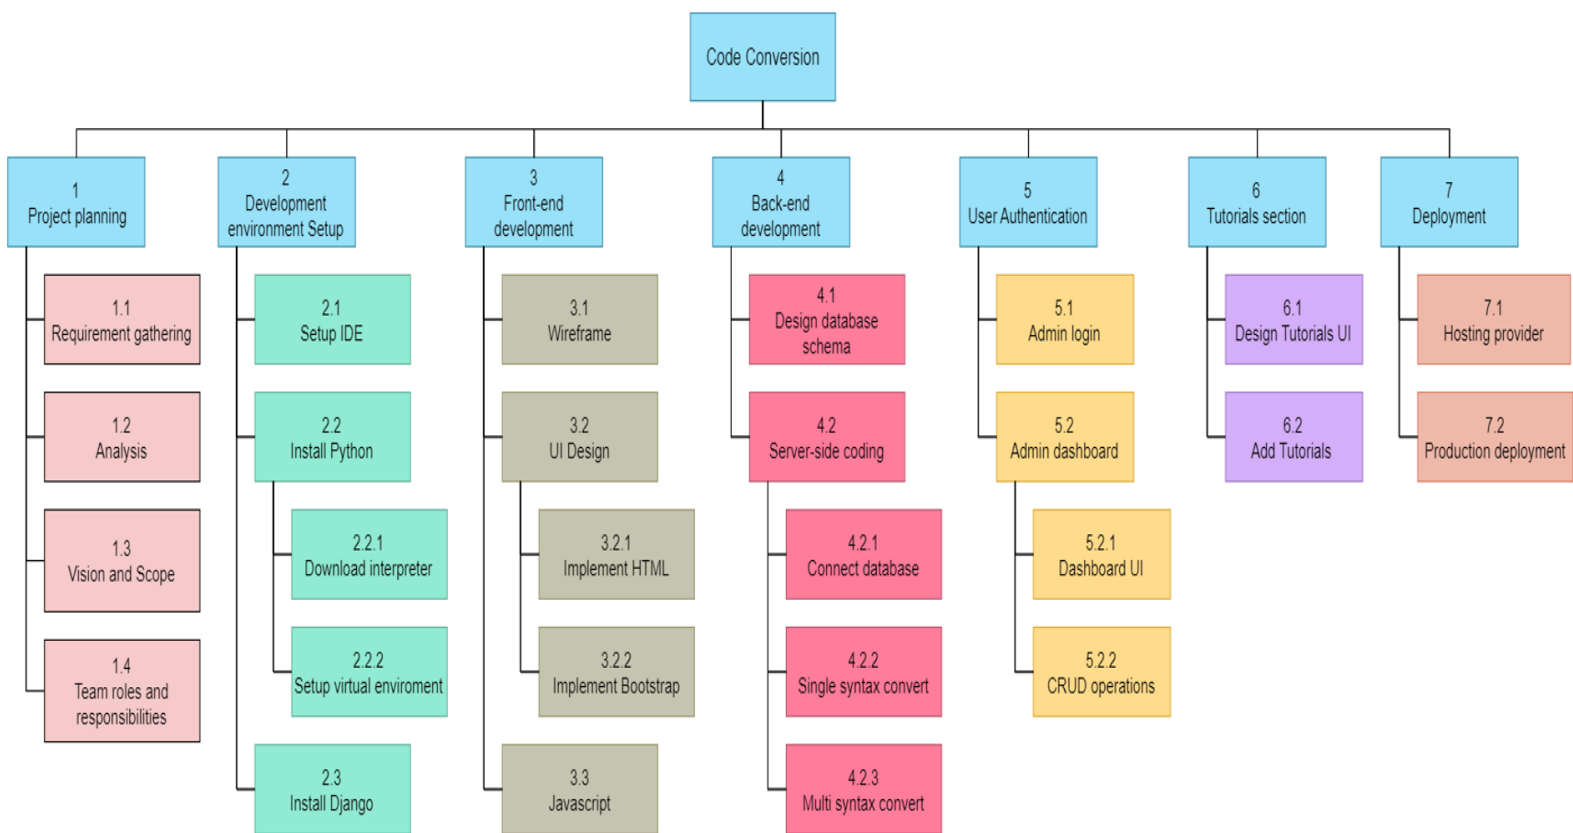 Code Conversion
1
Project planning
1.1
Requirement gathering
1.2
Analysis
1.3
Vision and Scope
1.4
Team roles and
responsibilities
2
Development
environment Setup
2.1
Setup IDE
2.2
Install Python
2.2.1
Download interpreter
2.2.2
Setup virtual enviroment
2.3
Install Django
3
Front-end
development
3.1
Wireframe
3.2
UI Design
3.2.1
Implement HTML
3.2.2
Implement Bootstrap
3.3
Javascript
4
Back-end
development
4.1
Design database
schema
4.2
Server-side coding
4.2.1
Connect database
4.2.2
Single syntax convert
4.2.3
Multi syntax convert
5
User Authentication
5.1
Admin login
5.2
Admin dashboard
5.2.1
Dashboard UI
5.2.2
CRUD operations
6
Tutorials section
6.1
Design Tutorials UI
6.2
Add Tutorials
7
Deployment
7.1
Hosting provider
7.2
Production deployment